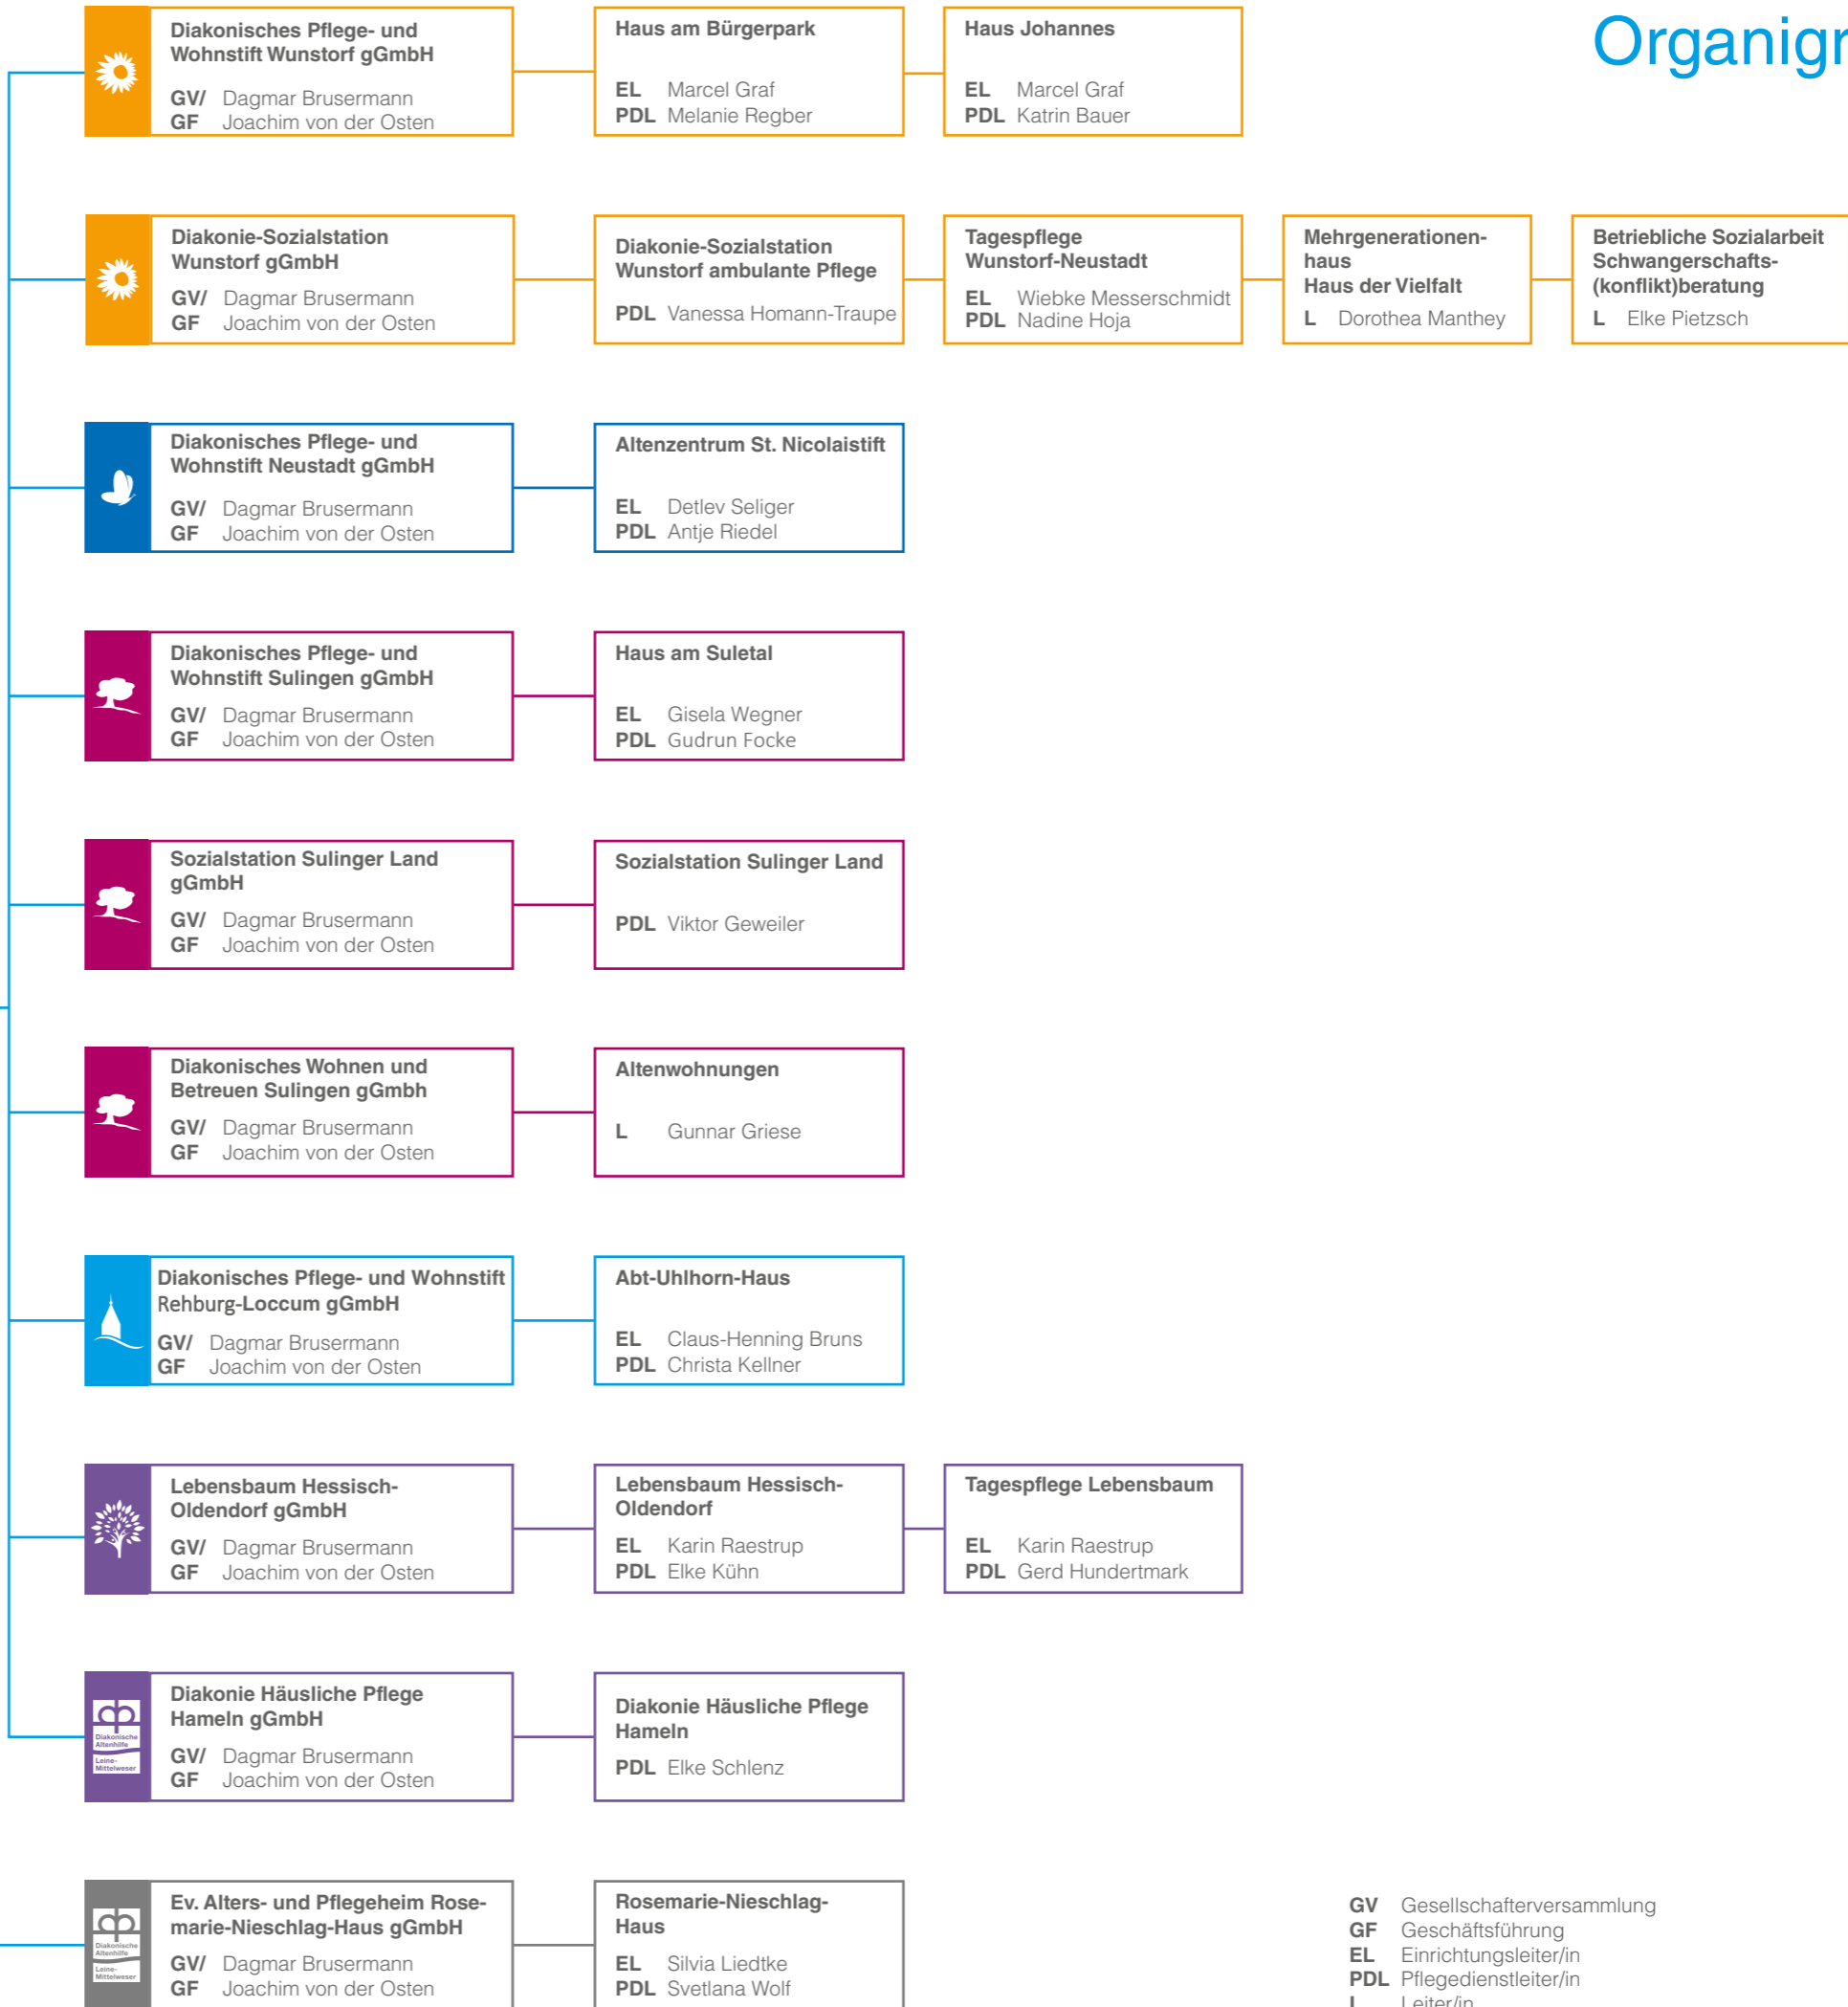 Organigr
Diakonisches Pflege- und
Wohnstift Wunstorf gGmbH
GV/ Dagmar Brusermann
GF Joachim von der Osten
Haus am Bürgerpark
EL Marcel Graf
PDL Melanie Regber
Haus Johannes
EL Marcel Graf
PDL Katrin Bauer
Diakonie-Sozialstation
Wunstorf gGmbH
GV/ Dagmar Brusermann
GF Joachim von der Osten
Diakonie-Sozialstation
Wunstorf ambulante Pflege
PDL Vanessa Homann-Traupe
Tagespflege
Wunstorf-Neustadt
EL Wiebke Messerschmidt
PDL Nadine Hoja
Mehrgenerationen-
haus
Haus der Vielfalt
L Dorothea Manthey
Betriebliche Sozialarbeit
Schwangerschafts-
(konflikt)beratung
L Elke Pietzsch
Diakonisches Pflege- und
Wohnstift Neustadt gGmbH
GV/ Dagmar Brusermann
GF Joachim von der Osten
Altenzentrum St. Nicolaistift
EL Detlev Seliger
PDL Antje Riedel
Diakonisches Pflege- und
Wohnstift Sulingen gGmbH
GV/ Dagmar Brusermann
GF Joachim von der Osten
Haus am Suletal
EL Gisela Wegner
PDL Gudrun Focke
Sozialstation Sulinger Land
gGmbH
GV/ Dagmar Brusermann
GF Joachim von der Osten
Sozialstation Sulinger Land
PDL Viktor Geweiler
Diakonisches Wohnen und
Betreuen Sulingen gGmbh
GV/ Dagmar Brusermann
GF Joachim von der Osten
Altenwohnungen
L Gunnar Griese
Diakonisches Pflege- und Wohnstift
Rehburg-Loccum gGmbH
GV/ Dagmar Brusermann
GF Joachim von der Osten
Abt-Uhlhorn-Haus
EL Claus-Henning Bruns
PDL Christa Kellner
Lebensbaum Hessisch-
Oldendorf gGmbH
GV/ Dagmar Brusermann
GF Joachim von der Osten
Lebensbaum Hessisch-
Oldendorf
EL Karin Raestrup
PDL Elke Kühn
Tagespflege Lebensbaum
EL Karin Raestrup
PDL Gerd Hundertmark
Diakonische
Altenhilfe
Leine-
Mittelweser
Diakonie Häusliche Pflege
Hameln gGmbH
GV/ Dagmar Brusermann
GF Joachim von der Osten
Diakonie Häusliche Pflege
Hameln
PDL Elke Schlenz
Diakonische
Altenhilfe
Leine-
Mittelweser
Ev. Alters- und Pflegeheim Rose-
marie-Nieschlag-Haus gGmbH
GV/ Dagmar Brusermann
GF Joachim von der Osten
Rosemarie-Nieschlag-
Haus
EL Silvia Liedtke
PDL Svetlana Wolf
GV Gesellschafterversammlung
GF Geschäftsführung
EL Einrichtungsleiter/in
PDL Pflegedienstleiter/in
L Leiter/in